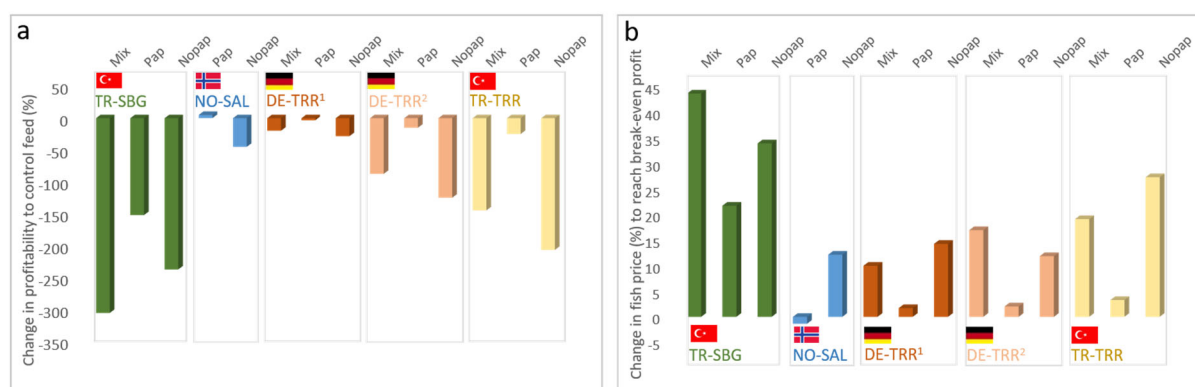 a
Mix Pap Nopap Pap Nopap Mix Pap Nopap Mix Pap Nopap Mix Pap Nopap
TR-SBG NO-SAL DE-TRR¹ DE-TRR² TR-TRR
Change in profitability to control feed (%)
50
0
-50
-100
-150
-200
-250
-300
-350
b
Mix Pap Nopap Pap Nopap Mix Pap Nopap Mix Pap Nopap Mix Pap Nopap
Change in fish price (%) to reach break-even profit
45
40
35
30
25
20
15
10
5
0
-5
TR-SBG NO-SAL DE-TRR¹ DE-TRR² TR-TRR